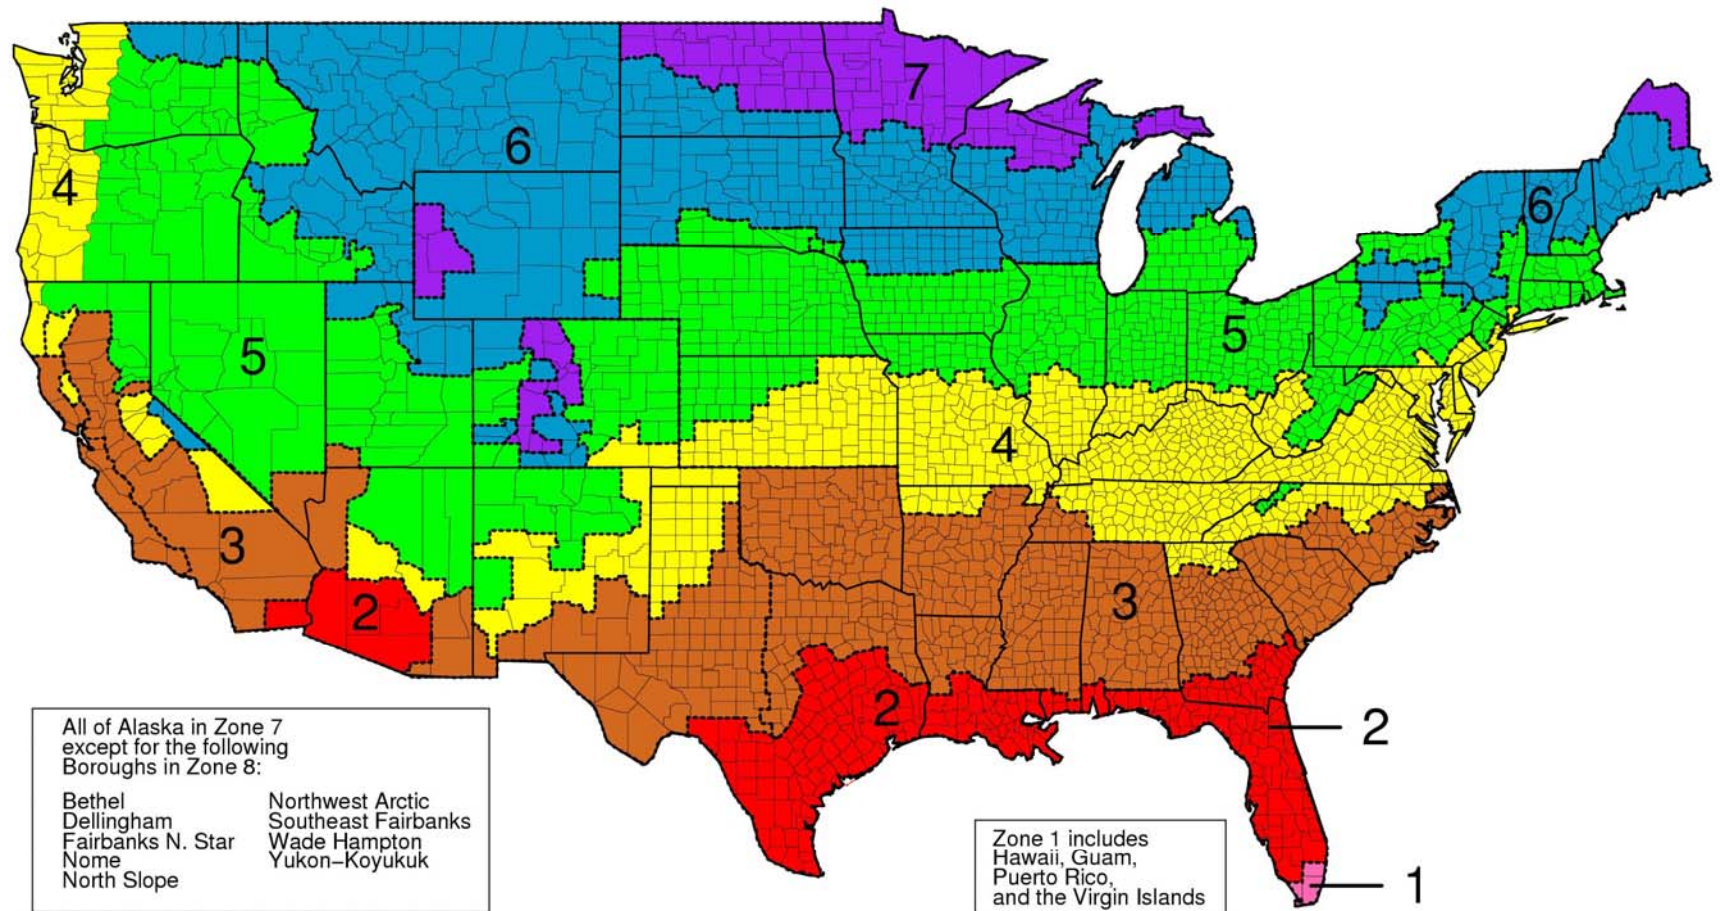 7
6
4
6
5
5
4
3
3
2
2
2
1
All of Alaska in Zone 7
except for the following
Boroughs in Zone 8:
Bethel Northwest Arctic
Dellingham Southeast Fairbanks
Fairbanks N. Star Wade Hampton
Nome Yukon–Koyukuk
North Slope
Zone 1 includes
Hawaii, Guam,
Puerto Rico,
and the Virgin Islands